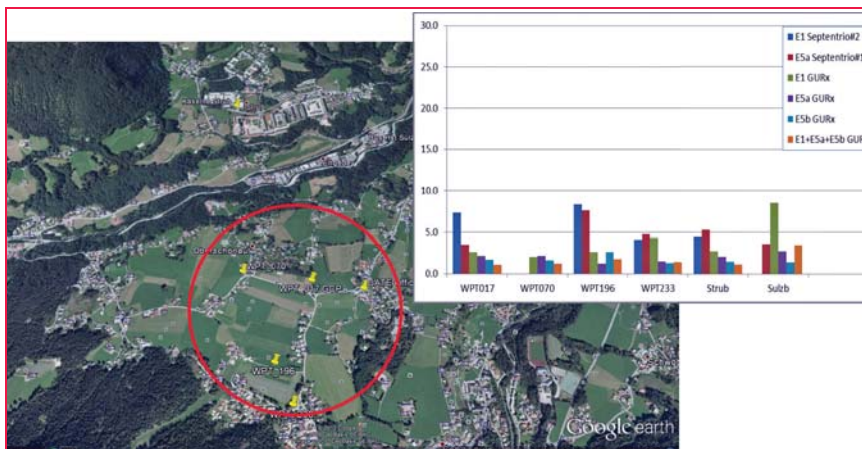 30.0
25.0
20.0
15.0
10.0
5.0
0.0
WPT017
WPT070
WPT196
WPT233
Strub
Sulzb
E1 Septentrio#2
E5a Septentrio#1
E1 GURx
E5a GURx
E5b GURx
E1+E5a+E5b GUR
Oberschönau
WPT 196
Google earth